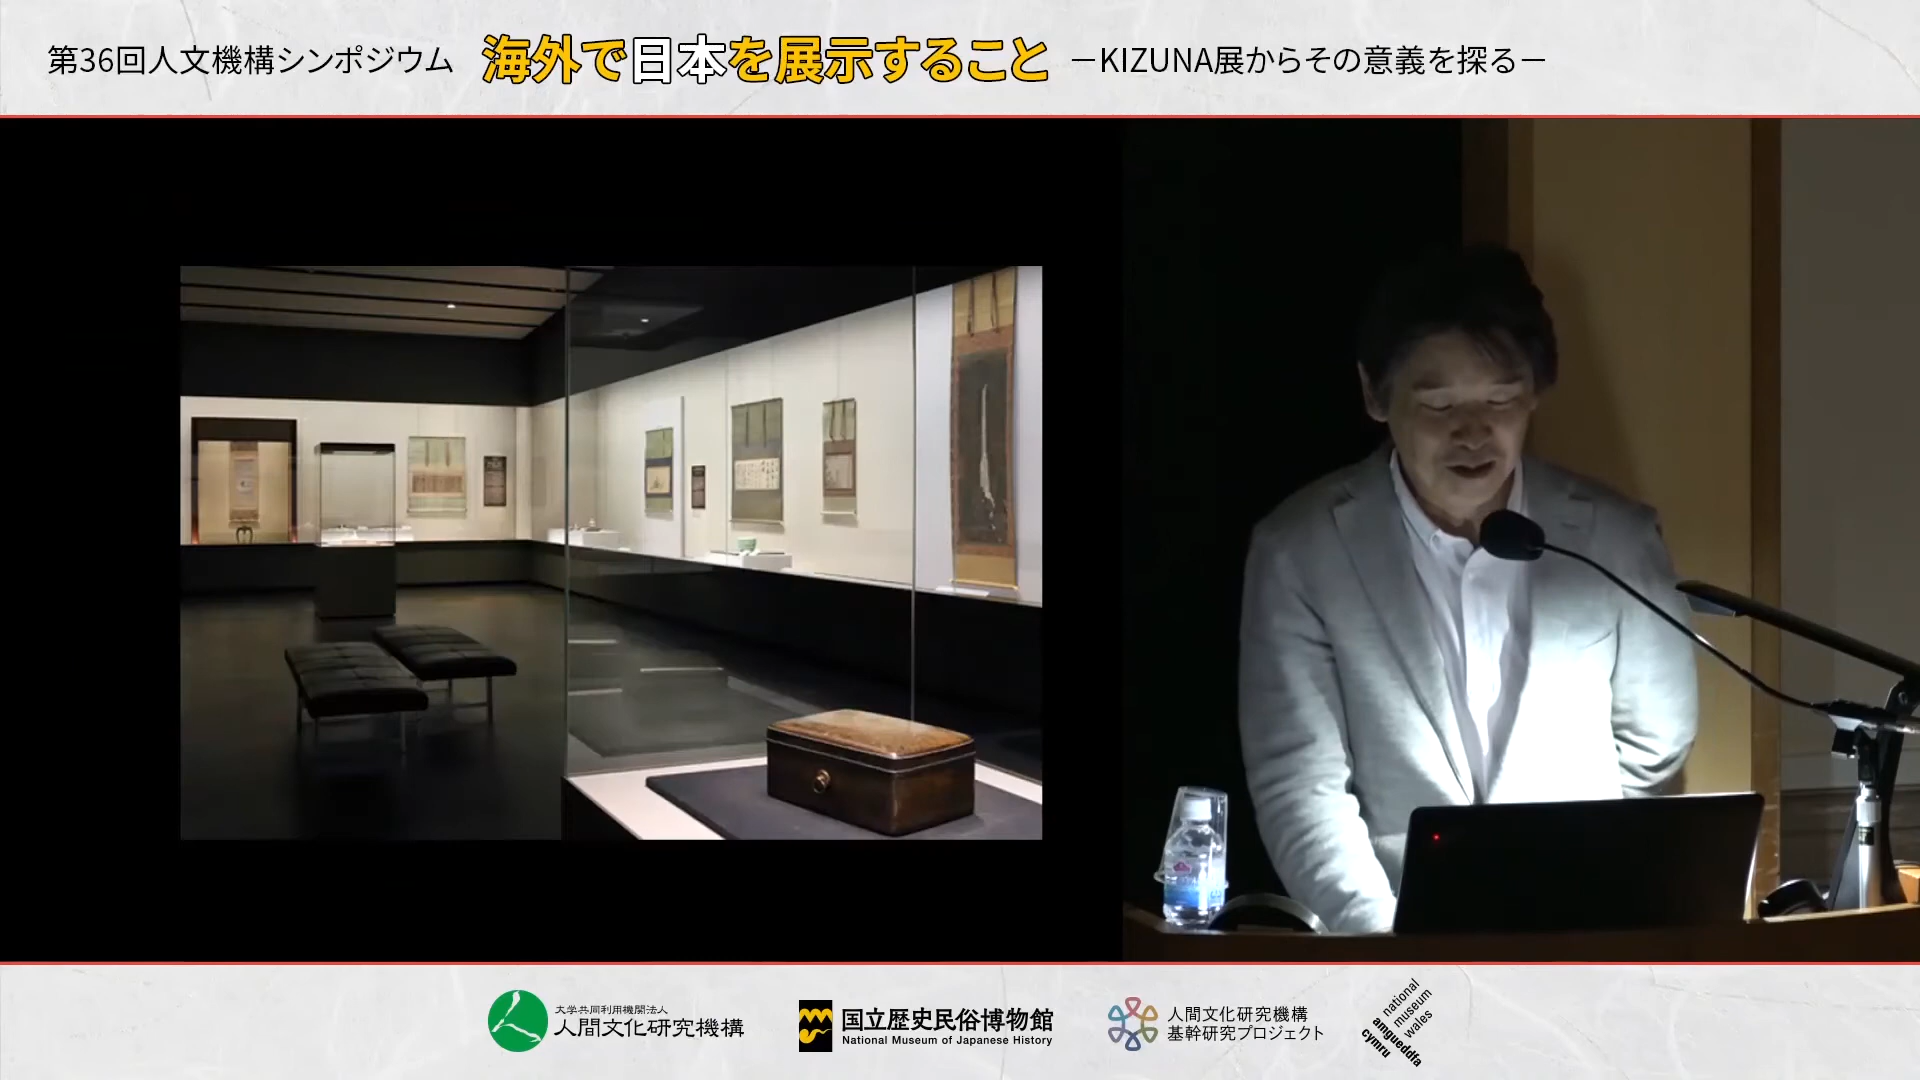 第36回人文機構シンポジウム 海外で日本を展示すること －KIZUNA展からその意義を探る－
大学共同利用機関法人
人間文化研究機構
国立歴史民俗博物館
National Museum of Japanese History
人間文化研究機構
基幹研究プロジェクト
national
museum
wales
amgueddfa
cymru